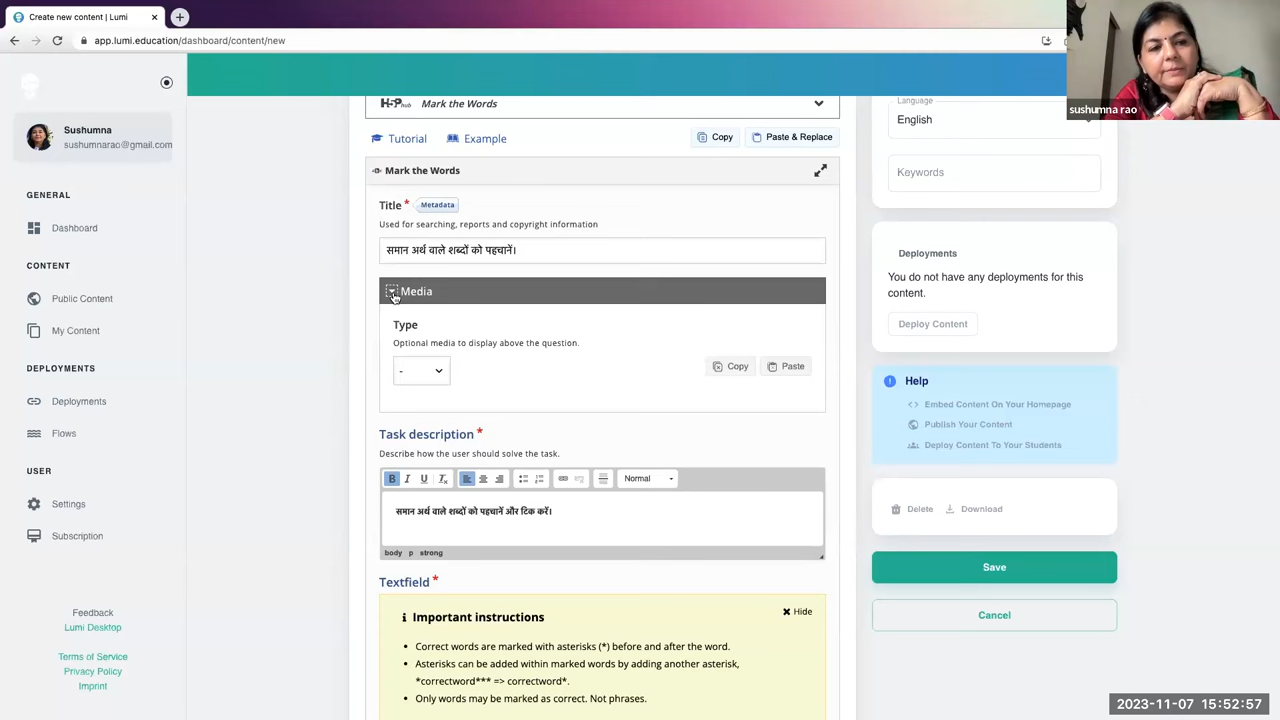 Create new content | Lumi
app.lumi.education/dashboard/content/new
sushumna rao
Sushumna
sushumnarao@gmail.com
GENERAL
Dashboard
CONTENT
Public Content
My Content
DEPLOYMENTS
Deployments
Flows
USER
Settings
Subscription
Feedback
Lumi Desktop
Terms of Service
Privacy Policy
Imprint
H5P hub Mark the Words
Tutorial Example Copy Paste & Replace
Mark the Words
Title * Metadata
Used for searching, reports and copyright information
समान अर्थ वाले शब्दों को पहचानें।
Media
Type
Optional media to display above the question.
- Copy Paste
Task description *
Describe how the user should solve the task.
B I U Tx Normal
समान अर्थ वाले शब्दों को पहचानें और टिक करें।
body p strong
Textfield *
Important instructions Hide
Correct words are marked with asterisks (*) before and after the word.
Asterisks can be added within marked words by adding another asterisk,
*correctword*** => correctword*.
Only words may be marked as correct. Not phrases.
Language
English
Keywords
Deployments
You do not have any deployments for this
content.
Deploy Content
Help
Embed Content On Your Homepage
Publish Your Content
Deploy Content To Your Students
Delete Download
Save
Cancel
2023-11-07 15:52:57